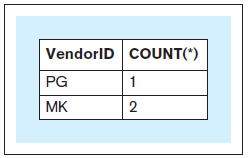 VendorID COUNT(*)
PG 1
MK 2